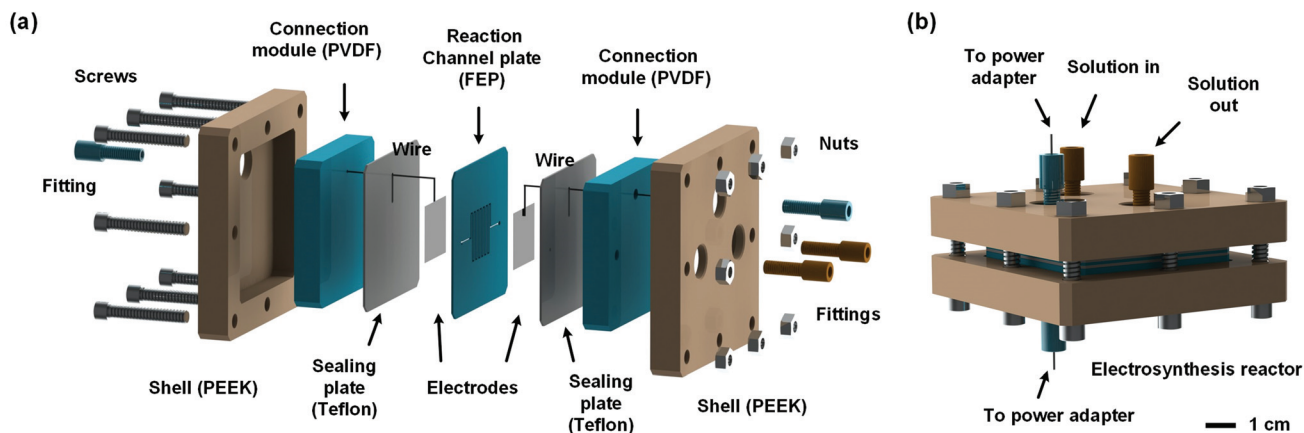 (a)
Connection
module (PVDF)
Reaction
Channel plate
(FEP)
Connection
module (PVDF)
Screws
Wire
Wire
Nuts
Fitting
Fittings
Shell (PEEK)
Sealing
plate
(Teflon)
Electrodes
Sealing
plate
(Teflon)
Shell (PEEK)
(b)
To power
adapter
Solution in
Solution
out
Electrosynthesis reactor
To power adapter
1 cm